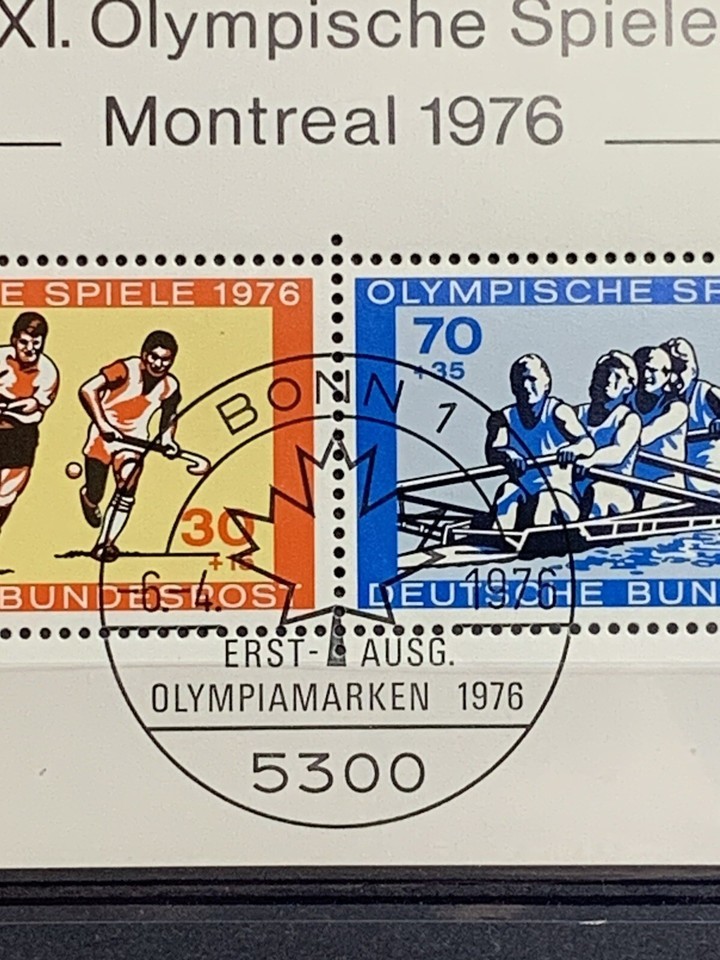 XI. Olympische Spiele
Montreal 1976
E SPIELE 1976
OLYMPISCHE SP
70
+35
BONN 1
30
+15
BUNDESPOST
DEUTSCHE BUN
-6.-4. 1976
ERST- AUSG.
OLYMPIAMARKEN 1976
5300